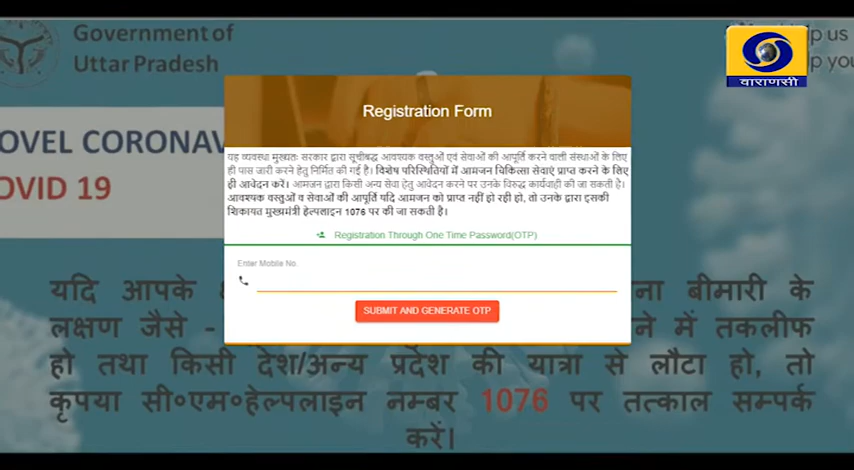 Government of
Uttar Pradesh
lp us
p you
वाराणसी
OVEL CORONAV
OVID 19
Registration Form
यह व्यवस्था मुख्यतः सरकार द्वारा सूचीबद्ध आवश्यक वस्तुओं एवं सेवाओं की आपूर्ति करने वाली संस्थाओं के लिए
ही पास जारी करने हेतु निर्मित की गई है। विशेष परिस्थितियों में आमजन चिकित्सा सेवाएं प्राप्त करने के लिए
ही आवेदन करें। आमजन द्वारा किसी अन्य सेवा हेतु आवेदन करने पर उनके विरुद्ध कार्यवाही की जा सकती है।
आवश्यक वस्तुओं व सेवाओं की आपूर्ति यदि आमजन को प्राप्त नहीं हो रही हो, तो उनके द्वारा इसकी
शिकायत मुख्यमंत्री हेल्पलाइन 1076 पर की जा सकती है।
Registration Through One Time Password(OTP)
Enter Mobile No.
SUBMIT AND GENERATE OTP
यदि आपके ना बीमारी के
लक्षण जैसे - ने में तकलीफ
हो तथा किसी देश/अन्य प्रदेश की यात्रा से लौटा हो, तो
कृपया सी०एम०हेल्पलाइन नम्बर 1076 पर तत्काल सम्पर्क
करें।